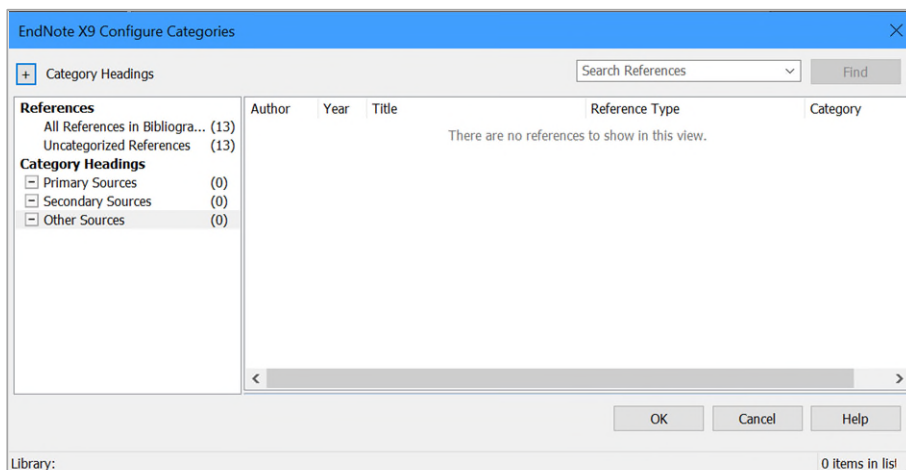 EndNote X9 Configure Categories
+ Category Headings
Search References
Find
References
All References in Bibliogra... (13)
Uncategorized References (13)
Category Headings
Primary Sources (0)
Secondary Sources (0)
Other Sources (0)
Author Year Title Reference Type Category
There are no references to show in this view.
OK Cancel Help
Library: 0 items in list